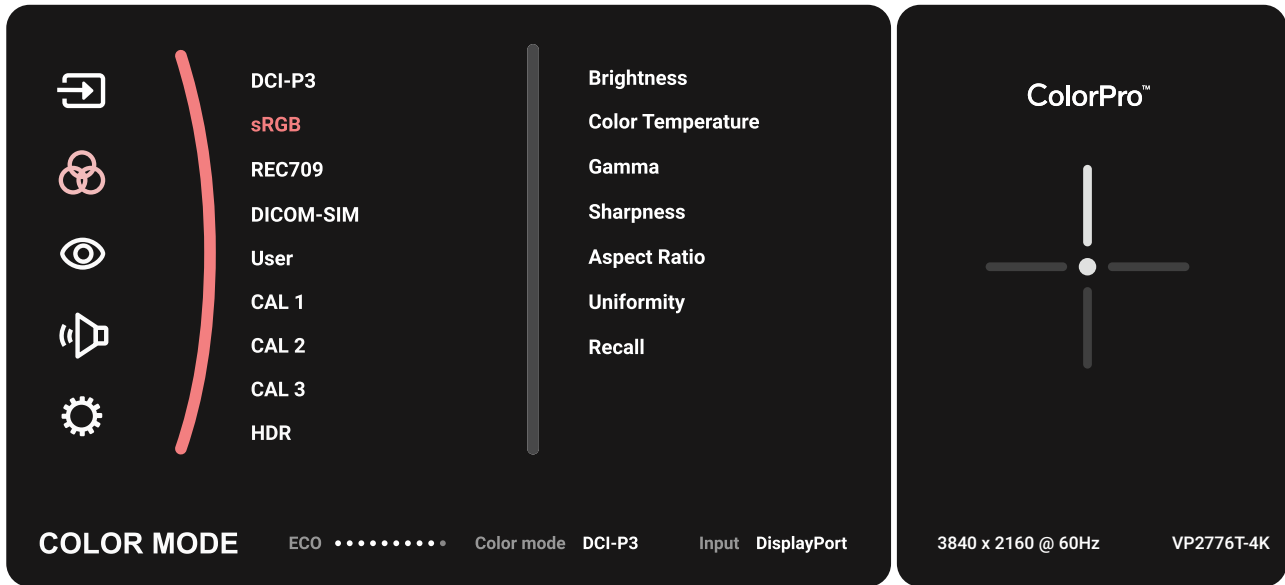 DCI-P3
sRGB
REC709
DICOM-SIM
User
CAL 1
CAL 2
CAL 3
HDR
Brightness
Color Temperature
Gamma
Sharpness
Aspect Ratio
Uniformity
Recall
ColorPro™
COLOR MODE ECO Color mode DCI-P3 Input DisplayPort
3840 x 2160 @ 60Hz VP2776T-4K